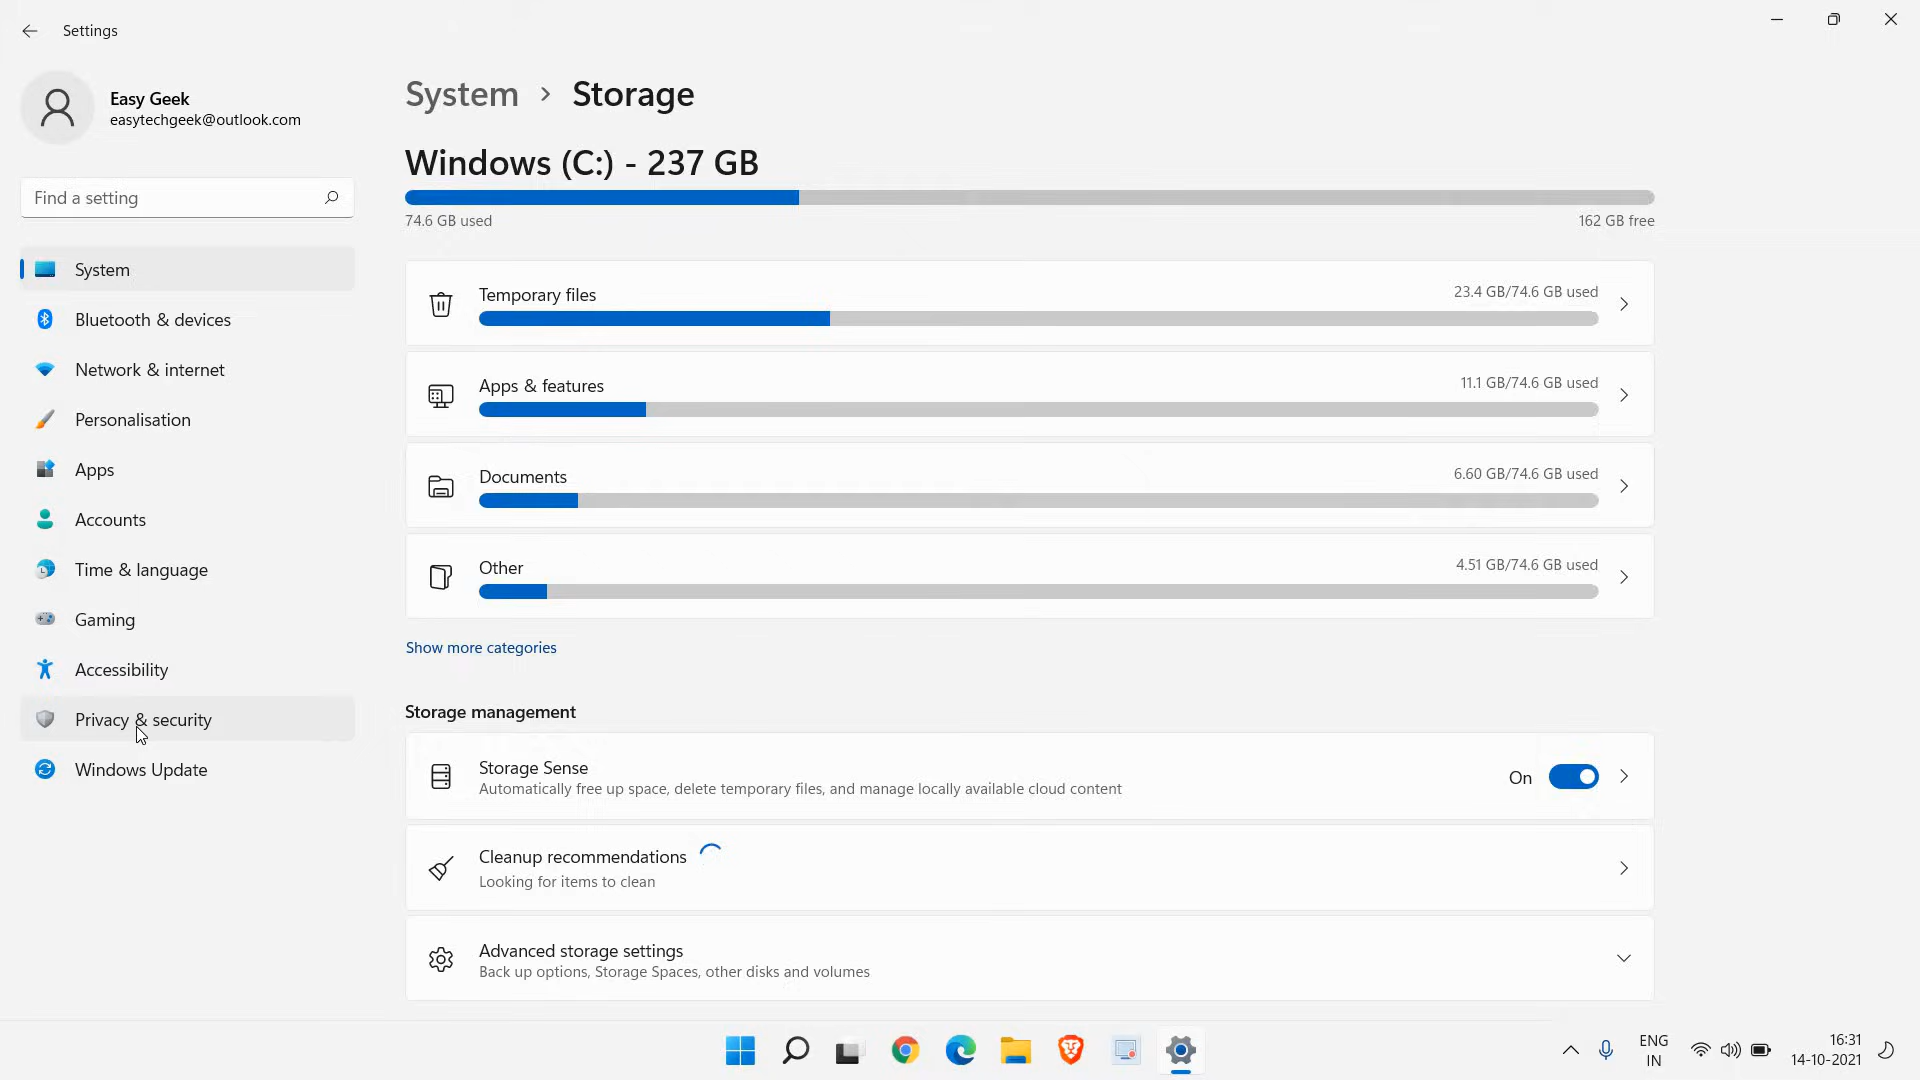 Settings
Easy Geek
easytechgeek@outlook.com
Find a setting
System
Bluetooth & devices
Network & internet
Personalisation
Apps
Accounts
Time & language
Gaming
Accessibility
Privacy & security
Windows Update
System > Storage
Windows (C:) - 237 GB
74.6 GB used
162 GB free
Temporary files
23.4 GB/74.6 GB used
Apps & features
11.1 GB/74.6 GB used
Documents
6.60 GB/74.6 GB used
Other
4.51 GB/74.6 GB used
Show more categories
Storage management
Storage Sense
Automatically free up space, delete temporary files, and manage locally available cloud content
On
Cleanup recommendations
Looking for items to clean
Advanced storage settings
Back up options, Storage Spaces, other disks and volumes
ENG
IN
16:31
14-10-2021